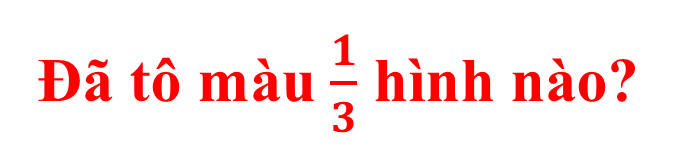 Đã tô màu 1/3 hình nào?